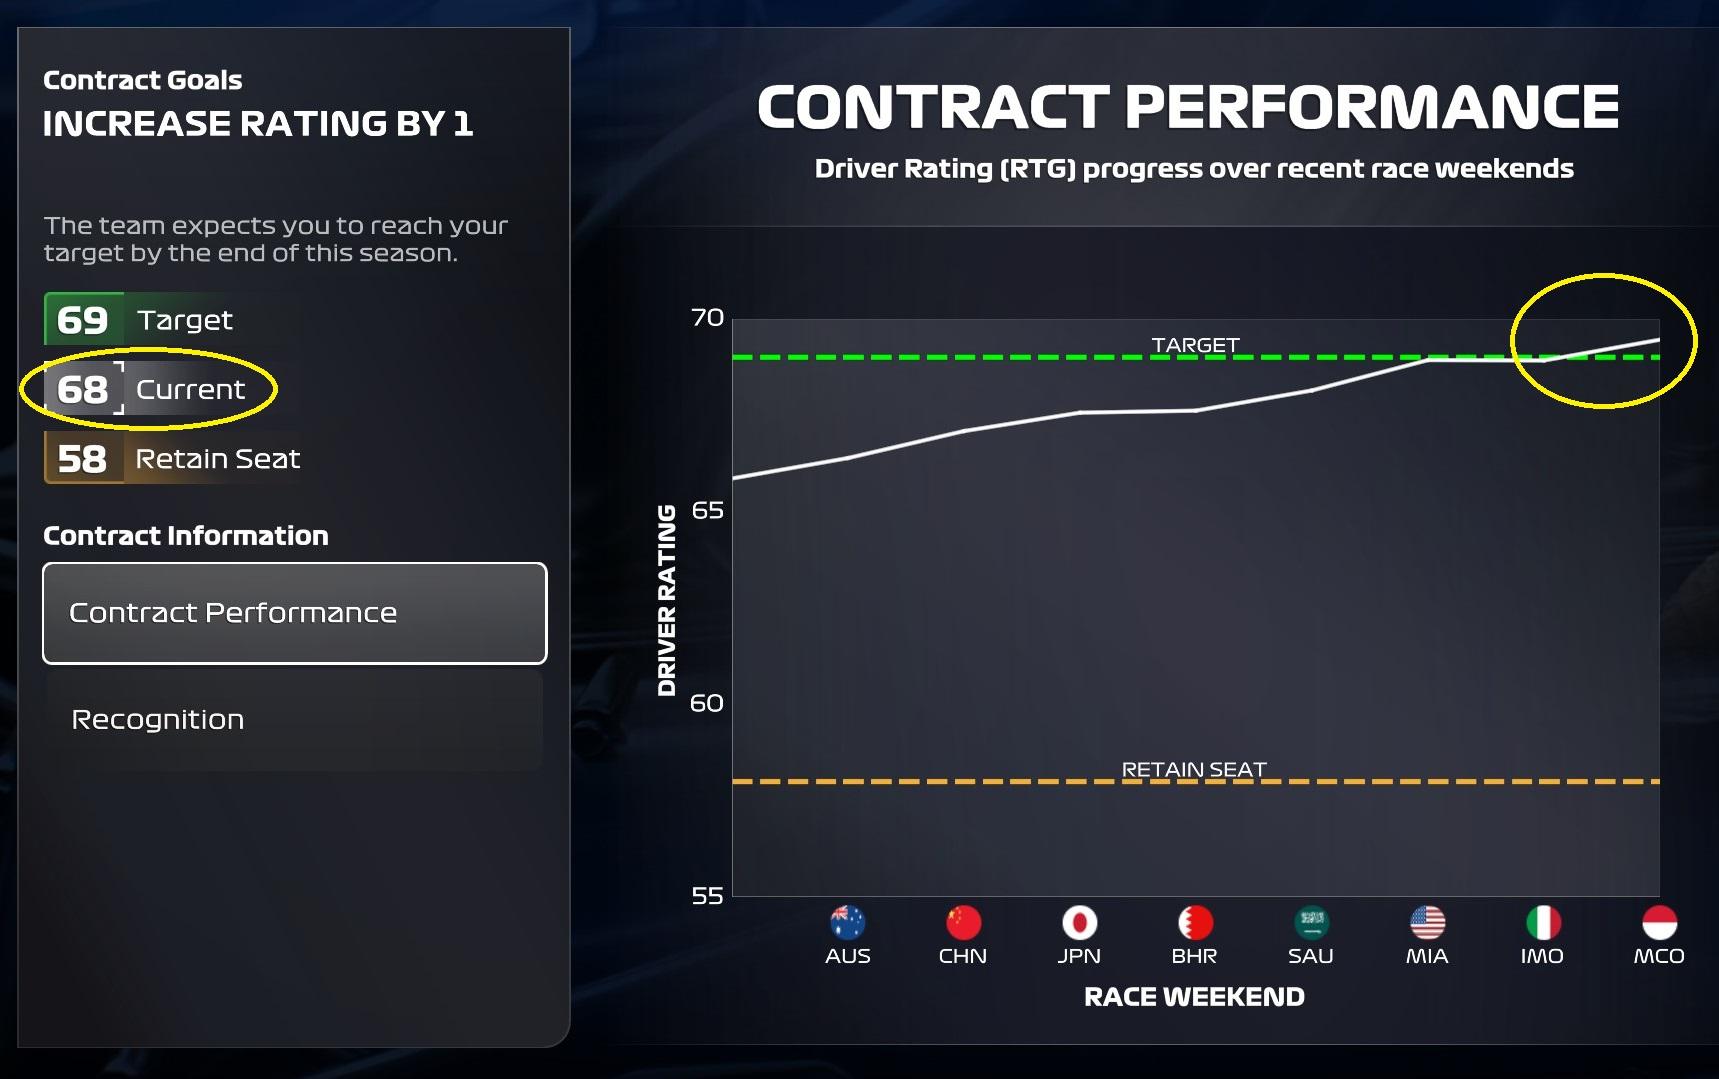 Contract Goals
INCREASE RATING BY 1
The team expects you to reach your
target by the end of this season.
69 Target
68 Current
58 Retain Seat
Contract Information
Contract Performance
Recognition
CONTRACT PERFORMANCE
Driver Rating (RTG) progress over recent race weekends
70
TARGET
65
DRIVER RATING
60
RETAIN SEAT
55
AUS CHN JPN BHR SAU MIA IMO MCO
RACE WEEKEND